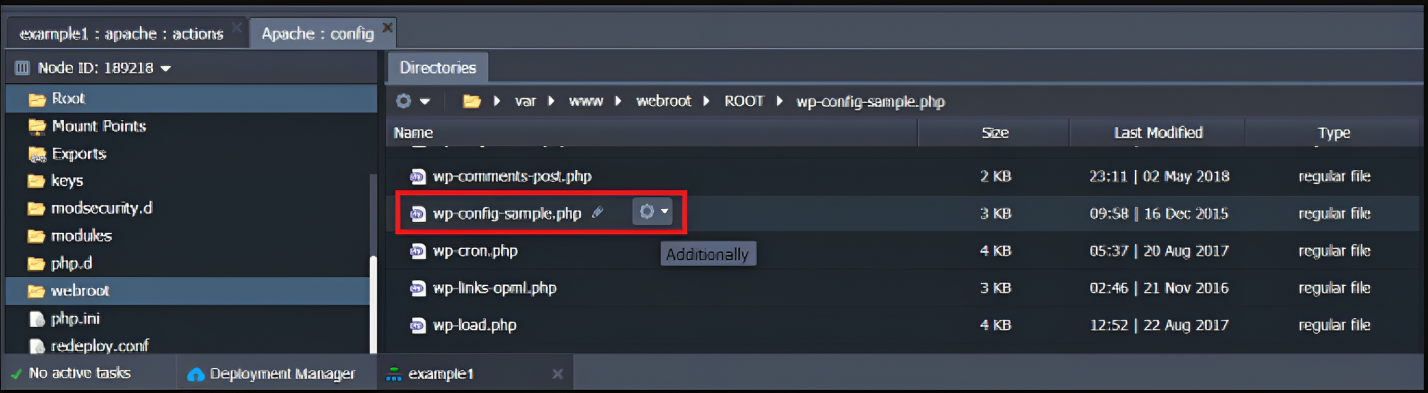 example1 : apache : actions
Apache : config
Node ID: 189218
Root
Mount Points
Exports
keys
modsecurity.d
modules
php.d
webroot
php.ini
redeploy.conf
Directories
var www webroot ROOT wp-config-sample.php
Name Size Last Modified Type
wp-comments-post.php 2 KB 23:11 | 02 May 2018 regular file
wp-config-sample.php 3 KB 09:58 | 16 Dec 2015 regular file
wp-cron.php 4 KB 05:37 | 20 Aug 2017 regular file
Additionally
wp-links-opml.php 3 KB 02:46 | 21 Nov 2016 regular file
wp-load.php 4 KB 12:52 | 22 Aug 2017 regular file
No active tasks
Deployment Manager
example1